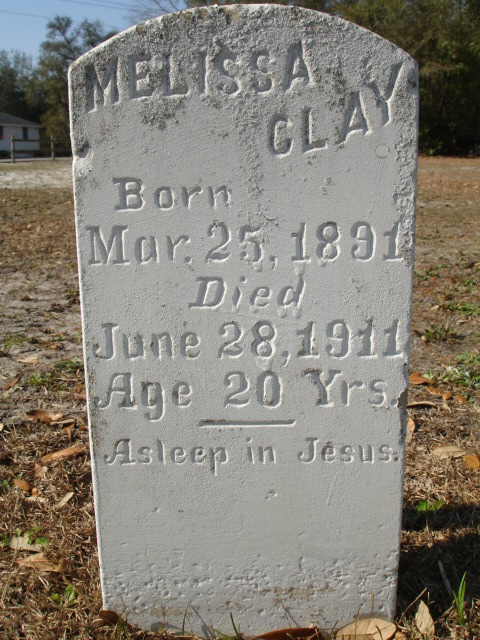 MELISSA
CLAY
Born
Mar. 25, 1891
Died
June 28, 1911
Age 20 Yrs.
Asleep in Jesus.